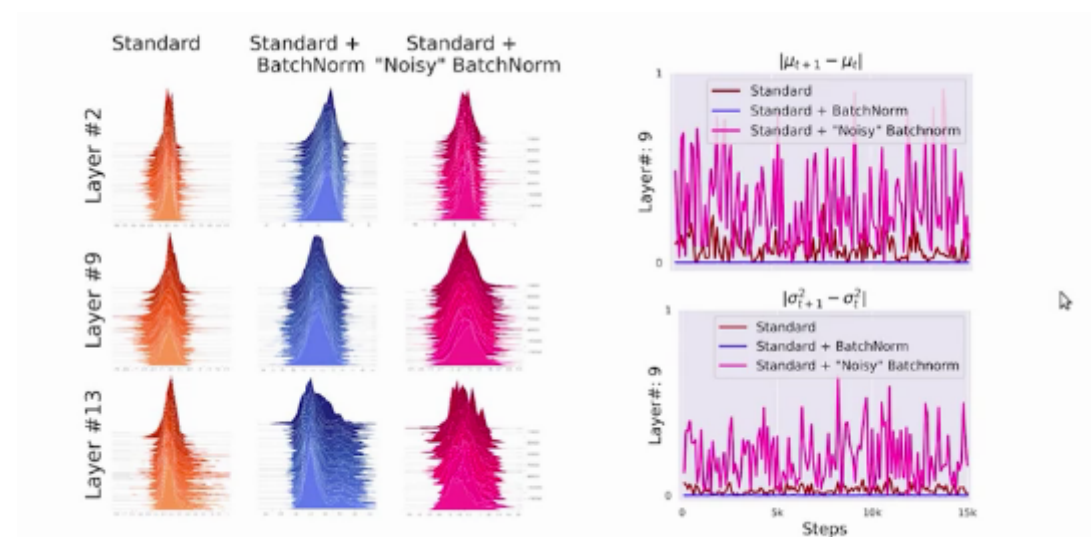 Standard
Standard +
BatchNorm
Standard +
"Noisy" BatchNorm
Layer #2
Layer #9
Layer #13
|μt+1 − μt|
1
Standard
Standard + BatchNorm
Standard + "Noisy" Batchnorm
Layer#: 9
0
|σ²t+1 − σ²t|
1
Standard
Standard + BatchNorm
Standard + "Noisy" Batchnorm
Layer#: 9
0
0 5k 10k 15k
Steps